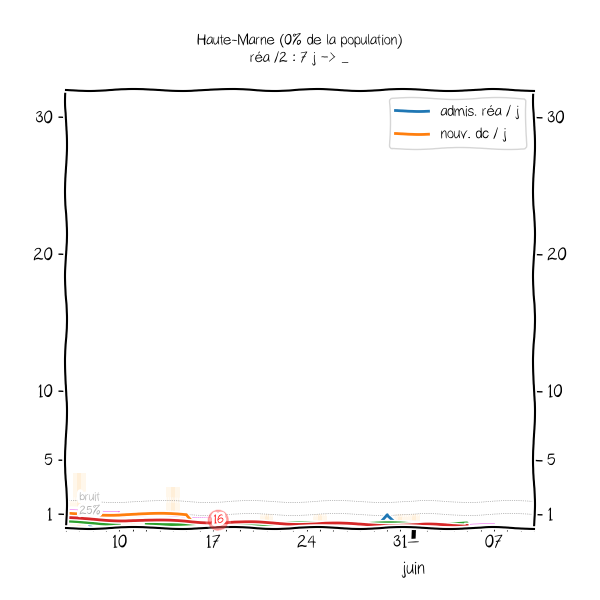 Haute-Marne (0% de la population)
réa /2 : 7 j -> _
admis. réa / j
nouv. dc / j
30 30
20 20
10 10
5 5
bruit
25%
1 1
16
10 17 24 31 07
juin